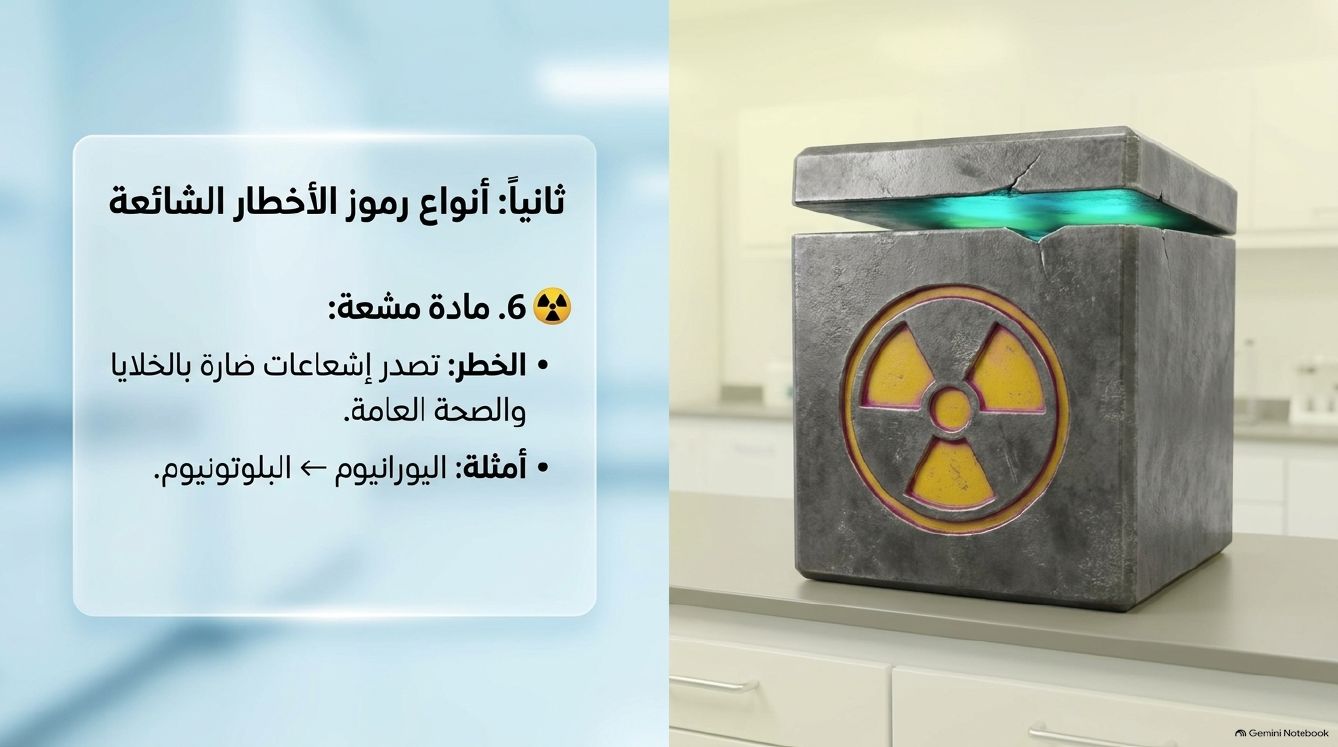 ثانياً: أنواع رموز الأخطار الشائعة
☢️ 6. مادة مشعة:
• الخطر: تصدر إشعاعات ضارة بالخلايا
والصحة العامة.
• أمثلة: اليورانيوم ← البلوتونيوم.
Gemini Notebook